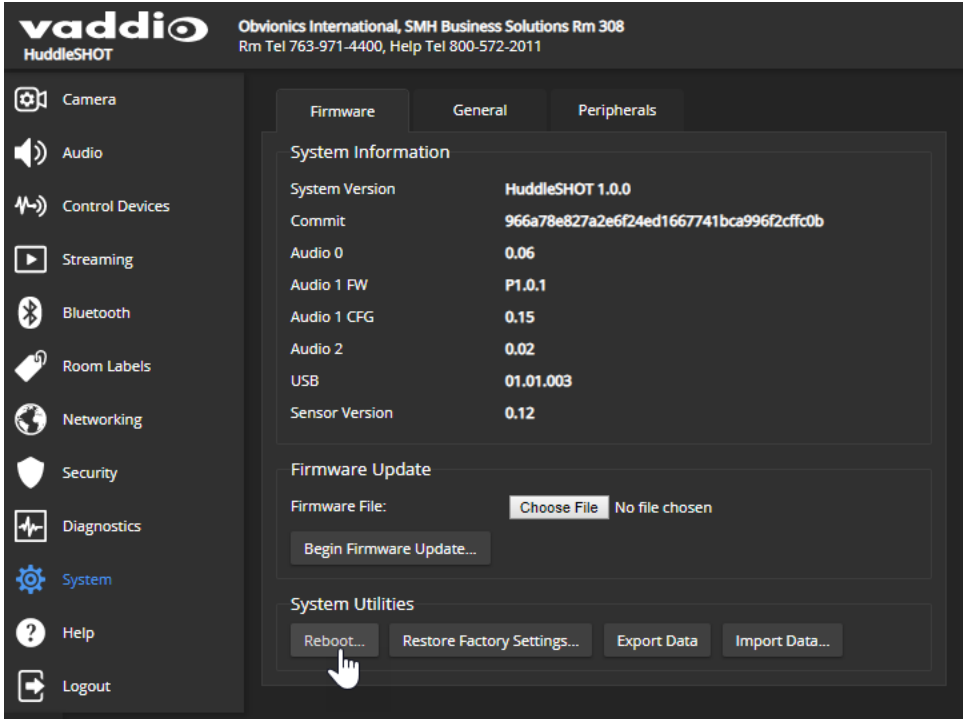 vaddio
HuddleSHOT
Obvionics International, SMH Business Solutions Rm 308
Rm Tel 763-971-4400, Help Tel 800-572-2011
Camera
Audio
Control Devices
Streaming
Bluetooth
Room Labels
Networking
Security
Diagnostics
System
Help
Logout
Firmware General Peripherals
System Information
System Version HuddleSHOT 1.0.0
Commit 966a78e827a2e6f24ed1667741bca996f2cffc0b
Audio 0 0.06
Audio 1 FW P1.0.1
Audio 1 CFG 0.15
Audio 2 0.02
USB 01.01.003
Sensor Version 0.12
Firmware Update
Firmware File: Choose File No file chosen
Begin Firmware Update...
System Utilities
Reboot... Restore Factory Settings... Export Data Import Data...